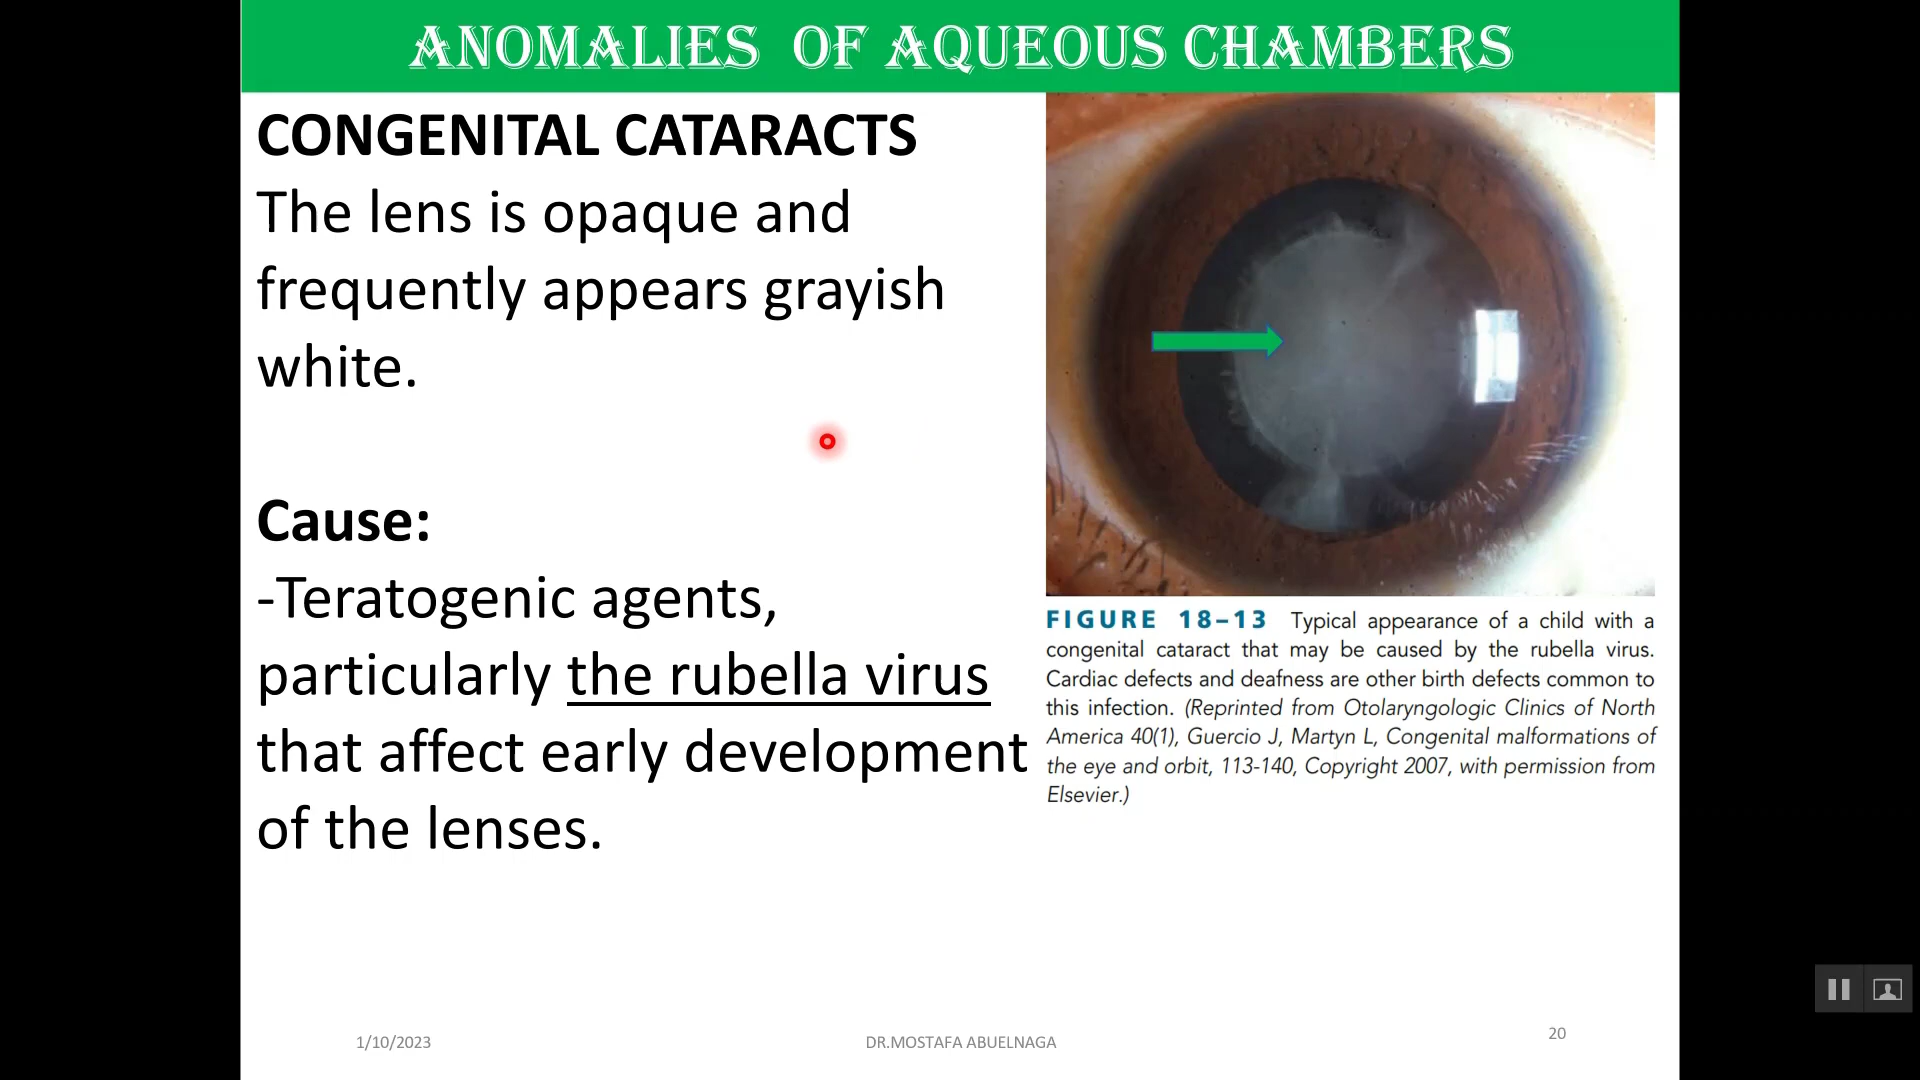 ANOMALIES OF AQUEOUS CHAMBERS
CONGENITAL CATARACTS
The lens is opaque and
frequently appears grayish
white.
Cause:
-Teratogenic agents,
particularly the rubella virus
that affect early development
of the lenses.
FIGURE 18–13 Typical appearance of a child with a
congenital cataract that may be caused by the rubella virus.
Cardiac defects and deafness are other birth defects common to
this infection. (Reprinted from Otolaryngologic Clinics of North
America 40(1), Guercio J, Martyn L, Congenital malformations of
the eye and orbit, 113-140, Copyright 2007, with permission from
Elsevier.)
1/10/2023
DR.MOSTAFA ABUELNAGA
20